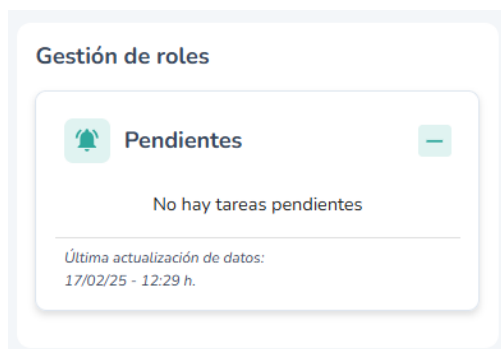 Gestión de roles
Pendientes
No hay tareas pendientes
Última actualización de datos:
17/02/25 - 12:29 h.